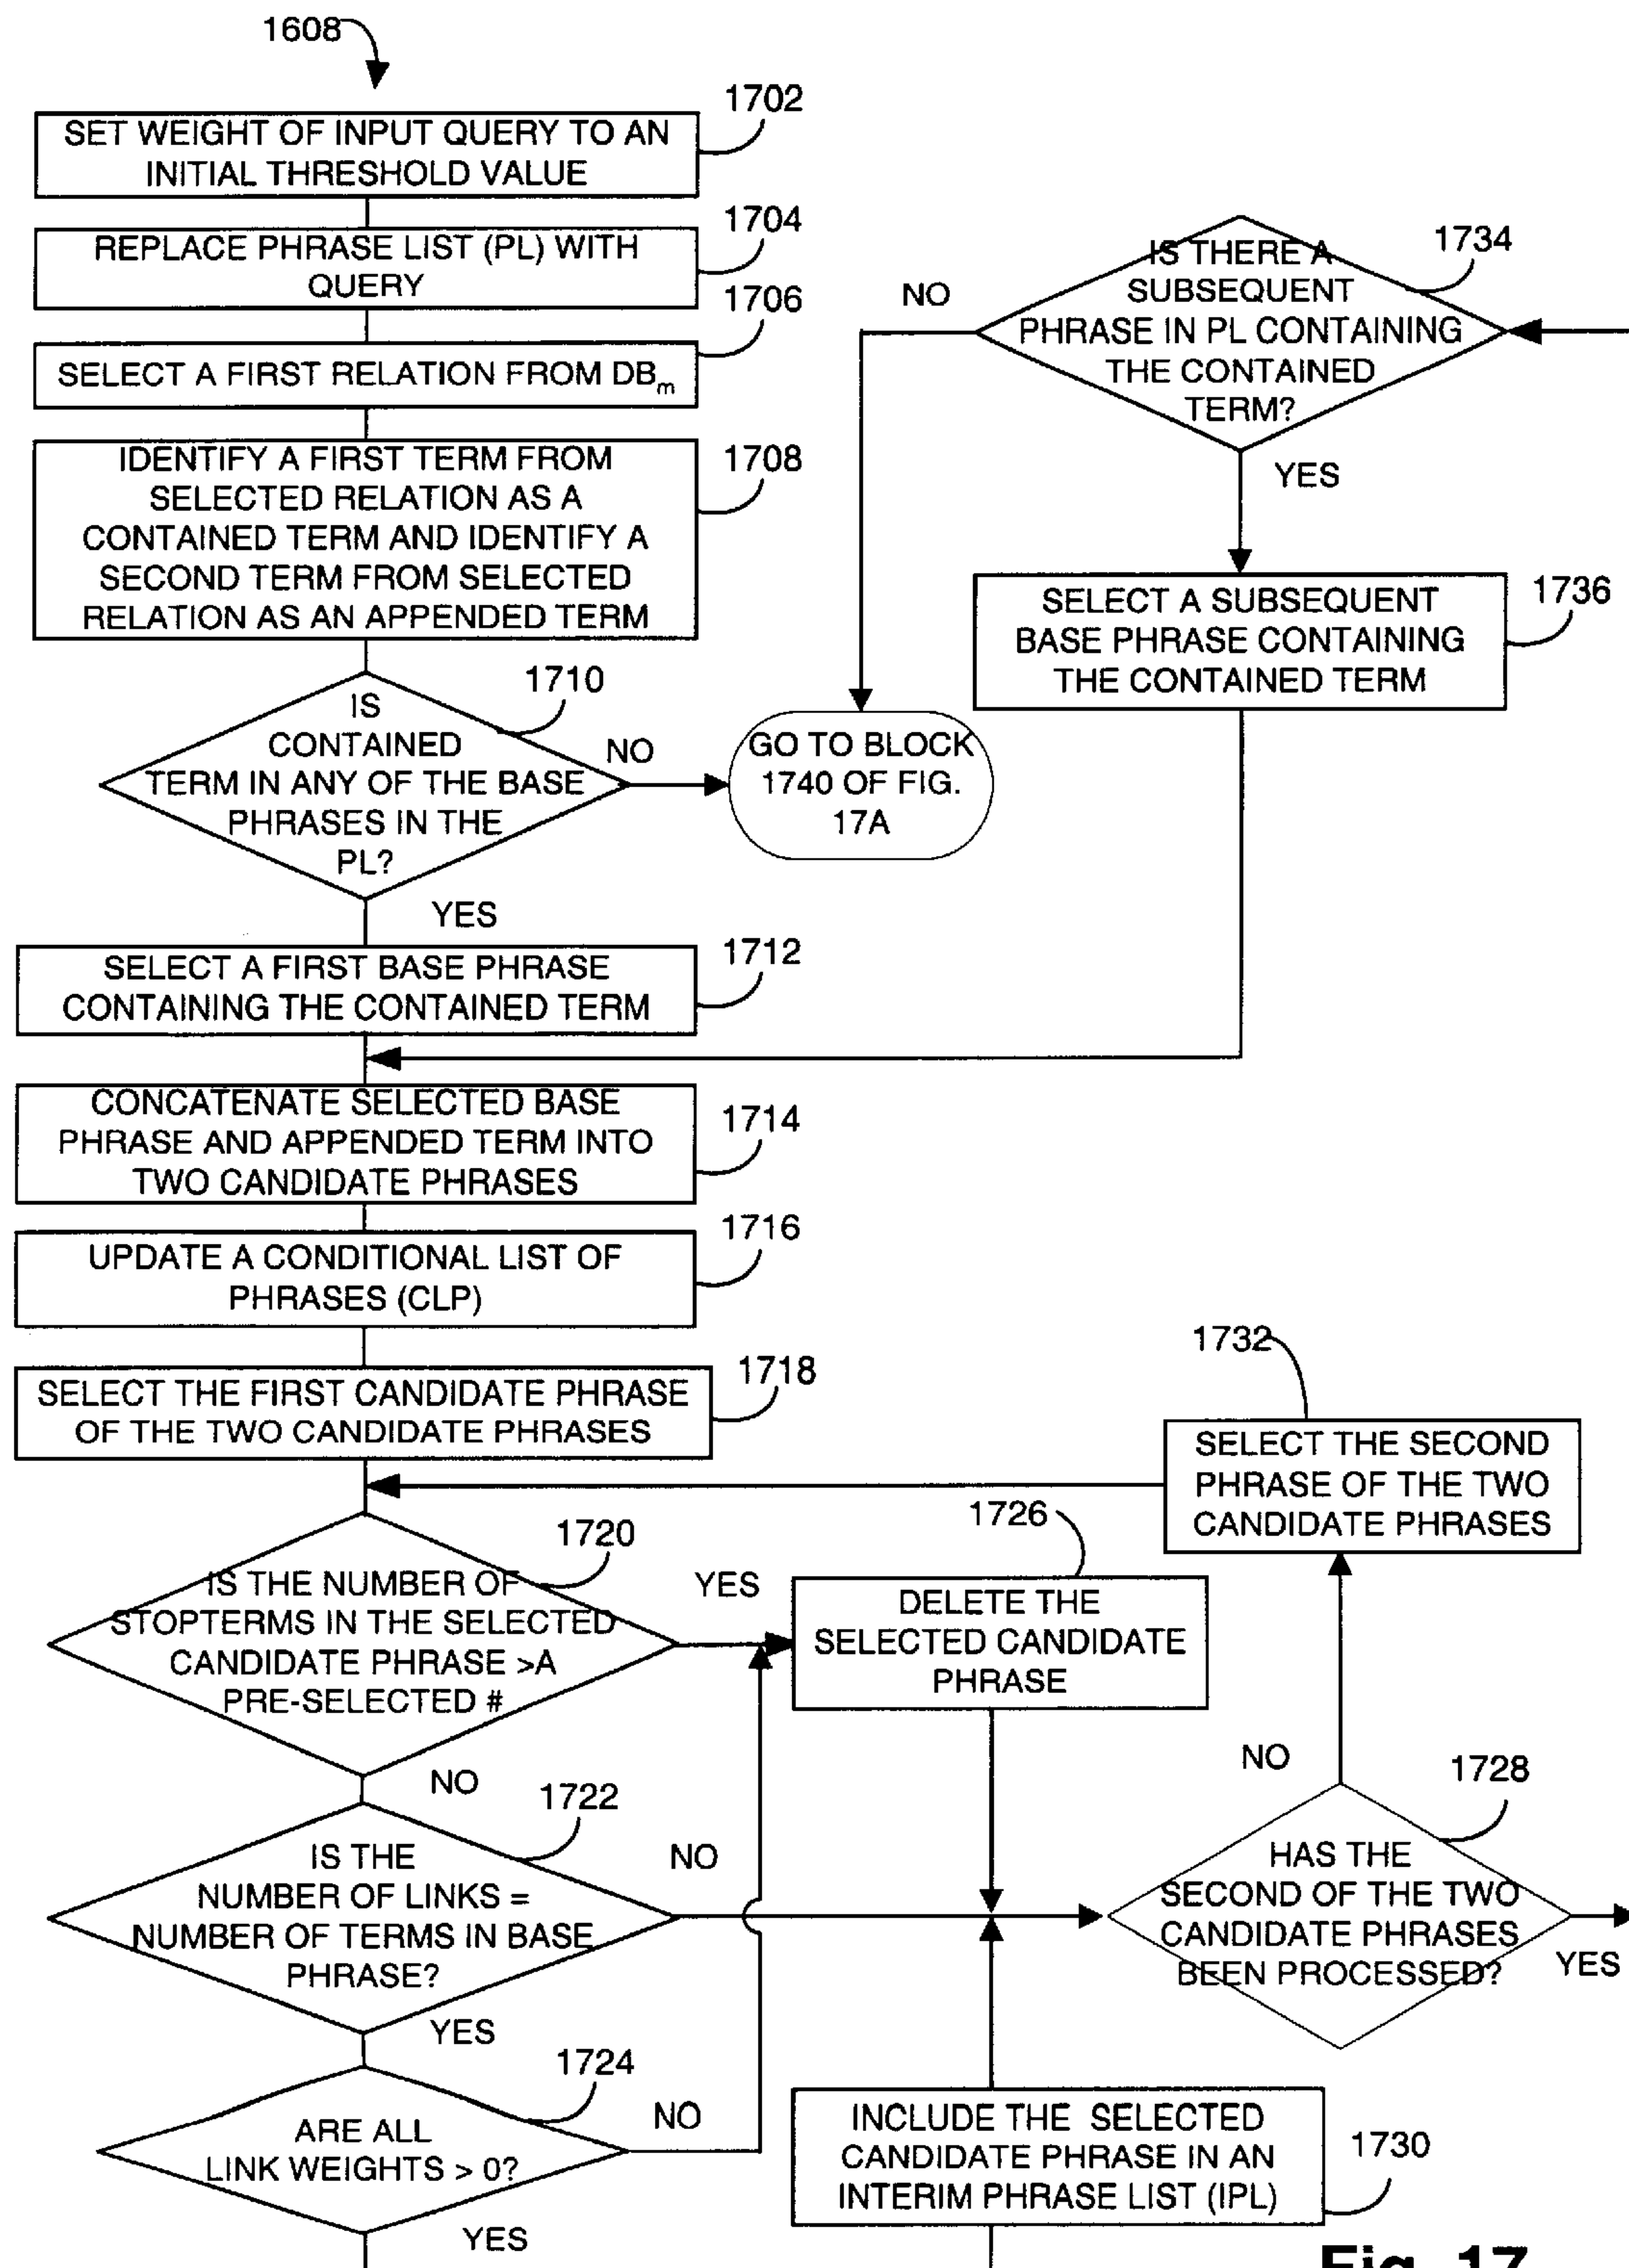 1608
1702
SET WEIGHT OF INPUT QUERY TO AN
INITIAL THRESHOLD VALUE
1704
REPLACE PHRASE LIST (PL) WITH
QUERY
1706
SELECT A FIRST RELATION FROM DBm
1708
IDENTIFY A FIRST TERM FROM
SELECTED RELATION AS A
CONTAINED TERM AND IDENTIFY A
SECOND TERM FROM SELECTED
RELATION AS AN APPENDED TERM
1710
IS
CONTAINED
TERM IN ANY OF THE BASE
PHRASES IN THE
PL?
NO
GO TO BLOCK
1740 OF FIG.
17A
YES
1712
SELECT A FIRST BASE PHRASE
CONTAINING THE CONTAINED TERM
1714
CONCATENATE SELECTED BASE
PHRASE AND APPENDED TERM INTO
TWO CANDIDATE PHRASES
1716
UPDATE A CONDITIONAL LIST OF
PHRASES (CLP)
1718
SELECT THE FIRST CANDIDATE PHRASE
OF THE TWO CANDIDATE PHRASES
1720
IS THE NUMBER OF
STOPTERMS IN THE SELECTED
CANDIDATE PHRASE >A
PRE-SELECTED #
YES
NO
1722
IS THE
NUMBER OF LINKS =
NUMBER OF TERMS IN BASE
PHRASE?
NO
YES
1724
ARE ALL
LINK WEIGHTS > 0?
NO
YES
1734
IS THERE A
SUBSEQUENT
PHRASE IN PL CONTAINING
THE CONTAINED
TERM?
NO
YES
1736
SELECT A SUBSEQUENT
BASE PHRASE CONTAINING
THE CONTAINED TERM
1732
SELECT THE SECOND
PHRASE OF THE TWO
CANDIDATE PHRASES
1726
DELETE THE
SELECTED CANDIDATE
PHRASE
NO
1728
HAS THE
SECOND OF THE TWO
CANDIDATE PHRASES
BEEN PROCESSED?
YES
INCLUDE THE SELECTED
CANDIDATE PHRASE IN AN
INTERIM PHRASE LIST (IPL)
1730
Fig. 17